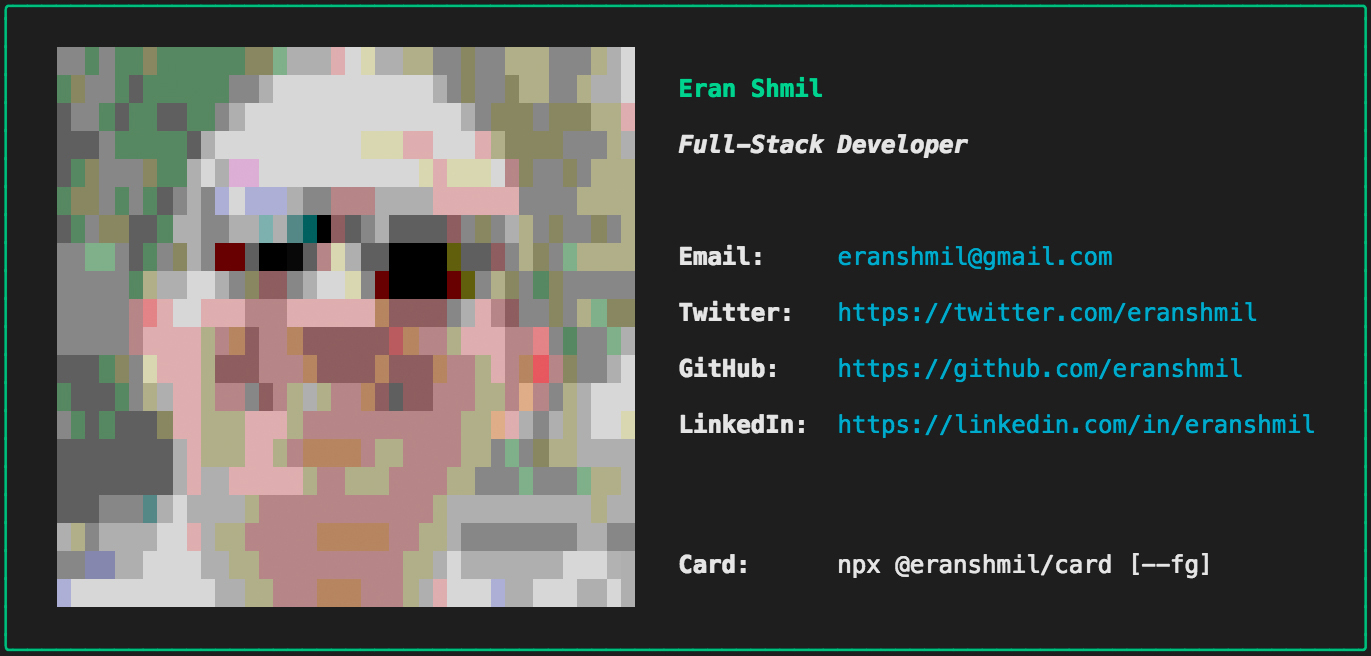 Eran Shmil
Full-Stack Developer
Email: eranshmil@gmail.com
Twitter: https://twitter.com/eranshmil
GitHub: https://github.com/eranshmil
LinkedIn: https://linkedin.com/in/eranshmil
Card: npx @eranshmil/card [--fg]